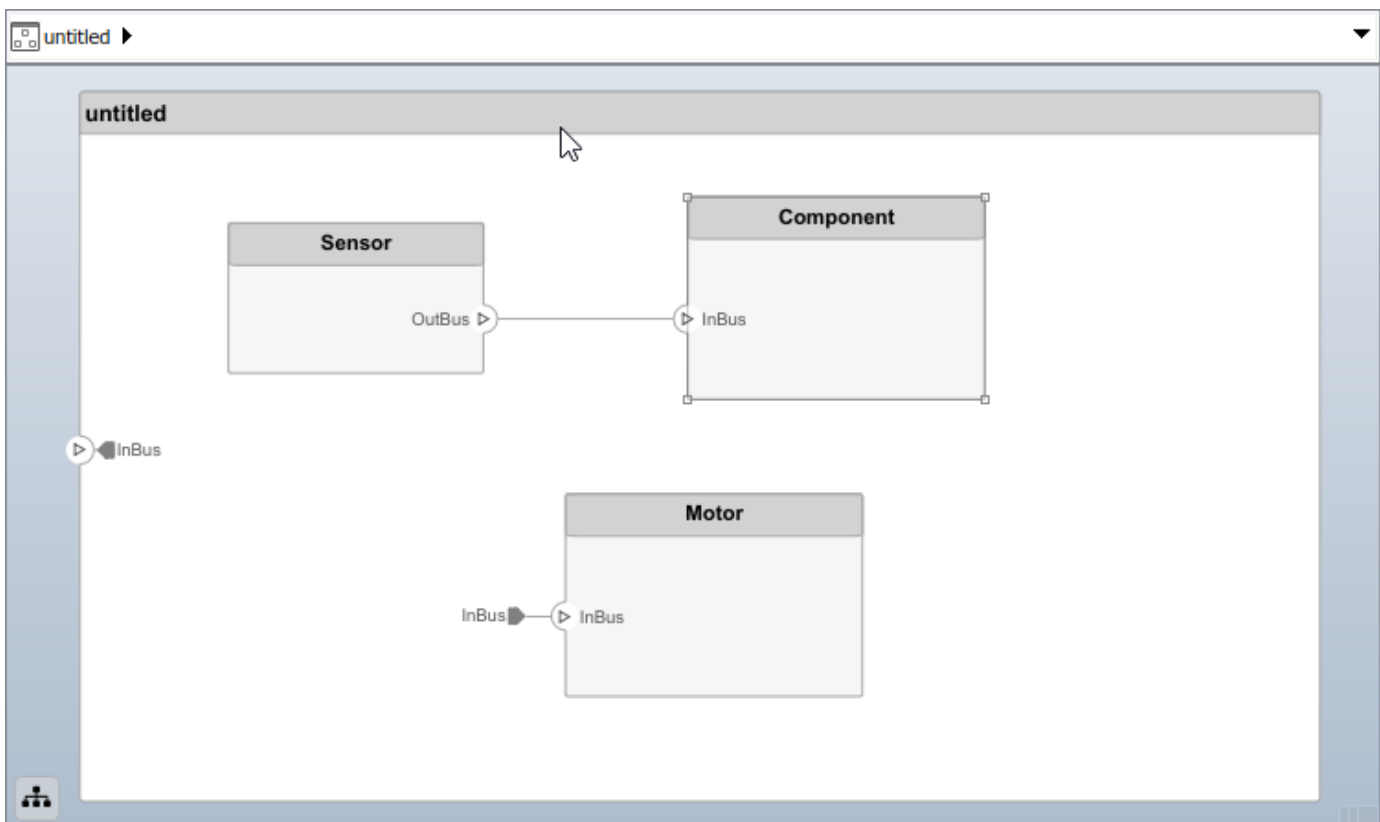 untitled
untitled
Component
Sensor
OutBus
InBus
InBus
Motor
InBus
InBus